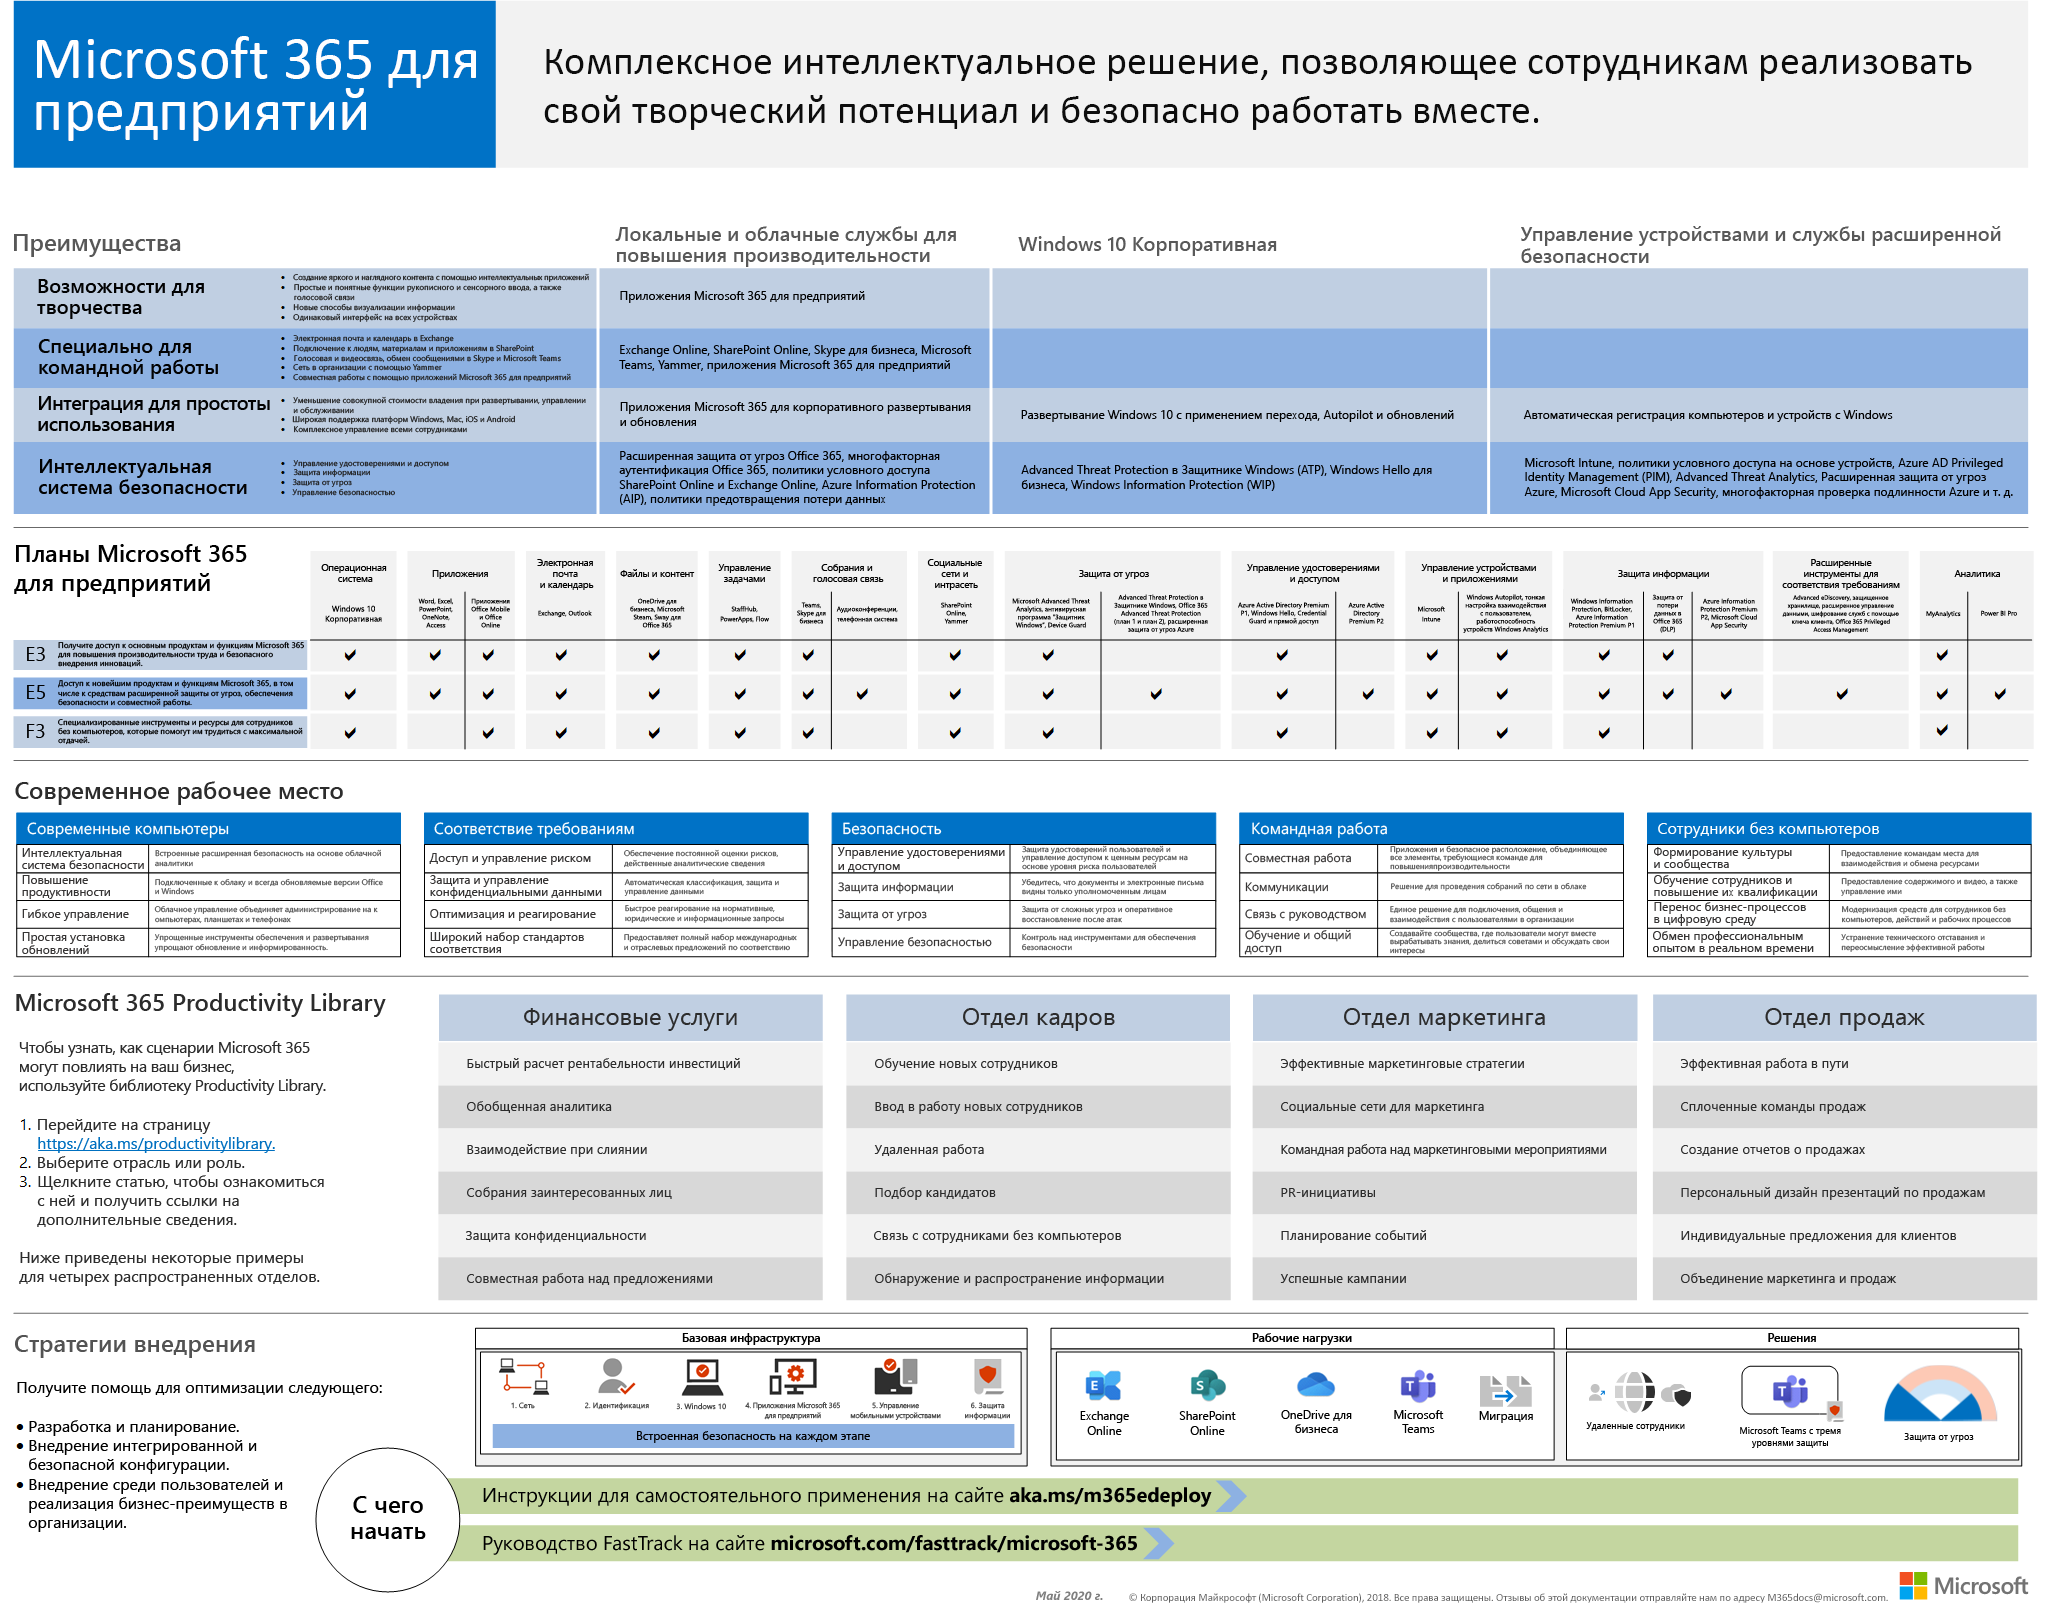 Microsoft 365 для
предприятий
Комплексное интеллектуальное решение, позволяющее сотрудникам реализовать
свой творческий потенциал и безопасно работать вместе.
Преимущества
Локальные и облачные службы для
повышения производительности
Windows 10 Корпоративная
Управление устройствами и службы расширенной
безопасности
Возможности для
творчества
• Создание яркого и наглядного контента с помощью интеллектуальных приложений
• Простые и понятные функции рукописного и сенсорного ввода, а также
голосовой связи
• Новые способы визуализации информации
• Одинаковый интерфейс на всех устройствах
Приложения Microsoft 365 для предприятий
Специально для
командной работы
• Электронная почта и календарь в Exchange
• Подключение к людям, материалам и приложениям в SharePoint
• Голосовая и видеосвязь, обмен сообщениями в Skype и Microsoft Teams
• Сеть в организации с помощью Yammer
• Совместная работы с помощью приложений Microsoft 365 для предприятий
Exchange Online, SharePoint Online, Skype для бизнеса, Microsoft
Teams, Yammer, приложения Microsoft 365 для предприятий
Интеграция для простоты
использования
• Уменьшение совокупной стоимости владения при развертывании, управлении
и обслуживании
• Широкая поддержка платформ Windows, Mac, iOS и Android
• Комплексное управление всеми сотрудниками
Приложения Microsoft 365 для корпоративного развертывания
и обновления
Развертывание Windows 10 с применением перехода, Autopilot и обновлений
Автоматическая регистрация компьютеров и устройств с Windows
Интеллектуальная
система безопасности
• Управление удостоверениями и доступом
• Защита информации
• Защита от угроз
• Управление безопасностью
Расширенная защита от угроз Office 365, многофакторная
аутентификация Office 365, политики условного доступа
SharePoint Online и Exchange Online, Azure Information Protection
(AIP), политики предотвращения потери данных
Advanced Threat Protection в Защитнике Windows (ATP), Windows Hello для
бизнеса, Windows Information Protection (WIP)
Microsoft Intune, политики условного доступа на основе устройств, Azure AD Privileged
Identity Management (PIM), Advanced Threat Analytics, Расширенная защита от угроз
Azure, Microsoft Cloud App Security, многофакторная проверка подлинности Azure и т. д.
Планы Microsoft 365
для предприятий
Операционная
система
Windows 10
Корпоративная
Приложения
Word, Excel,
PowerPoint,
OneNote,
Access
Приложения
Office Mobile
и Office
Online
Электронная
почта
и календарь
Exchange, Outlook
Файлы и контент
OneDrive для
бизнеса, Microsoft
Steam, Sway для
Office 365
Управление
задачами
StaffHub,
PowerApps, Flow
Собрания и
голосовая связь
Teams,
Skype для
бизнеса
Аудиоконференции,
телефонная система
Социальные
сети и
интрасеть
SharePoint
Online,
Yammer
Защита от угроз
Microsoft Advanced Threat
Analytics, антивирусная
программа "Защитник
Windows", Device Guard
Advanced Threat Protection в
Защитнике Windows, Office 365
Advanced Threat Protection
(план 1 и план 2), расширенная
защита от угроз Azure
Управление удостоверениями
и доступом
Azure Active Directory Premium
P1, Windows Hello, Credential
Guard и прямой доступ
Azure Active
Directory
Premium P2
Управление устройствами
и приложениями
Microsoft
Intune
Windows Autopilot, тонкая
настройка взаимодействия
с пользователем,
работоспособность
устройств Windows Analytics
Защита информации
Windows Information
Protection, BitLocker,
Azure Information
Protection Premium P1
Защита от
потери
данных в
Office 365
(DLP)
Azure Information
Protection Premium
P2, Microsoft Cloud
App Security
Расширенные
инструменты для
соответствия требованиям
Advanced eDiscovery, защищенное
хранилище, расширенное управление
данными, шифрование служб с помощью
ключа клиента, Office 365 Privileged
Access Management
Аналитика
MyAnalytics
Power BI Pro
E3
Получите доступ к основным продуктам и функциям Microsoft 365
для повышения производительности труда и безопасного
внедрения инноваций.
E5
Доступ к новейшим продуктам и функциям Microsoft 365, в том
числе к средствам расширенной защиты от угроз, обеспечения
безопасности и совместной работы.
F3
Специализированные инструменты и ресурсы для сотрудников
без компьютеров, которые помогут им трудиться с максимальной
отдачей.
Современное рабочее место
Современные компьютеры
Интеллектуальная
система безопасности
Встроенные расширенная безопасность на основе облачной
аналитики
Повышение
продуктивности
Подключенные к облаку и всегда обновляемые версии Office
и Windows
Гибкое управление
Облачное управление объединяет администрирование на к
омпьютерах, планшетах и телефонах
Простая установка
обновлений
Упрощенные инструменты обеспечения и развертывания
упрощают обновление и информированность.
Соответствие требованиям
Доступ и управление риском
Обеспечение постоянной оценки рисков,
действенные аналитические сведения
Защита и управление
конфиденциальными данными
Автоматическая классификация, защита и
управление данными
Оптимизация и реагирование
Быстрое реагирование на нормативные,
юридические и информационные запросы
Широкий набор стандартов
соответствия
Предоставляет полный набор международных
и отраслевых предложений по соответствию
Безопасность
Управление удостоверениями
и доступом
Защита удостоверений пользователей и
управление доступом к ценным ресурсам на
основе уровня риска пользователей
Защита информации
Убедитесь, что документы и электронные письма
видны только уполномоченным лицам
Защита от угроз
Защита от сложных угроз и оперативное
восстановление после атак
Управление безопасностью
Контроль над инструментами для обеспечения
безопасности
Командная работа
Совместная работа
Приложения и безопасное расположение, объединяющее
все элементы, требующиеся команде для
повышенияпроизводительности
Коммуникации
Решение для проведения собраний по сети в облаке
Связь с руководством
Единое решение для подключения, общения и
взаимодействия с пользователями в организации
Обучение и общий
доступ
Создавайте сообщества, где пользователи могут вместе
вырабатывать знания, делиться советами и обсуждать свои
интересы
Сотрудники без компьютеров
Формирование культуры
и сообщества
Предоставление командам места для
взаимодействия и обмена ресурсами
Обучение сотрудников и
повышение их квалификации
Предоставление содержимого и видео, а также
управление ими
Перенос бизнес-процессов
в цифровую среду
Модернизация средств для сотрудников без
компьютеров, действий и рабочих процессов
Обмен профессиональным
опытом в реальном времени
Устранение технического отставания и
переосмысление эффективной работы
Microsoft 365 Productivity Library
Чтобы узнать, как сценарии Microsoft 365
могут повлиять на ваш бизнес,
используйте библиотеку Productivity Library.
1. Перейдите на страницу
https://aka.ms/productivitylibrary.
2. Выберите отрасль или роль.
3. Щелкните статью, чтобы ознакомиться
с ней и получить ссылки на
дополнительные сведения.
Ниже приведены некоторые примеры
для четырех распространенных отделов.
Финансовые услуги
Быстрый расчет рентабельности инвестиций
Обобщенная аналитика
Взаимодействие при слиянии
Собрания заинтересованных лиц
Защита конфиденциальности
Совместная работа над предложениями
Отдел кадров
Обучение новых сотрудников
Ввод в работу новых сотрудников
Удаленная работа
Подбор кандидатов
Связь с сотрудниками без компьютеров
Обнаружение и распространение информации
Отдел маркетинга
Эффективные маркетинговые стратегии
Социальные сети для маркетинга
Командная работа над маркетинговыми мероприятиями
PR-инициативы
Планирование событий
Успешные кампании
Отдел продаж
Эффективная работа в пути
Сплоченные команды продаж
Создание отчетов о продажах
Персональный дизайн презентаций по продажам
Индивидуальные предложения для клиентов
Объединение маркетинга и продаж
Стратегии внедрения
Получите помощь для оптимизации следующего:
• Разработка и планирование.
• Внедрение интегрированной и
безопасной конфигурации.
• Внедрение среди пользователей и
реализация бизнес-преимуществ в
организации.
Базовая инфраструктура
1. Сеть
2. Идентификация
3. Windows 10
4. Приложения Microsoft 365
для предприятий
5. Управление
мобильными устройствами
6. Защита
информации
Встроенная безопасность на каждом этапе
Рабочие нагрузки
Exchange
Online
SharePoint
Online
OneDrive для
бизнеса
Microsoft
Teams
Миграция
Решения
Удаленные сотрудники
Microsoft Teams с тремя
уровнями защиты
Защита от угроз
С чего
начать
Инструкции для самостоятельного применения на сайте aka.ms/m365edeploy
Руководство FastTrack на сайте microsoft.com/fasttrack/microsoft-365
Май 2020 г.
© Корпорация Майкрософт (Microsoft Corporation), 2018. Все права защищены. Отзывы об этой документации отправляйте нам по адресу M365docs@microsoft.com.
Microsoft